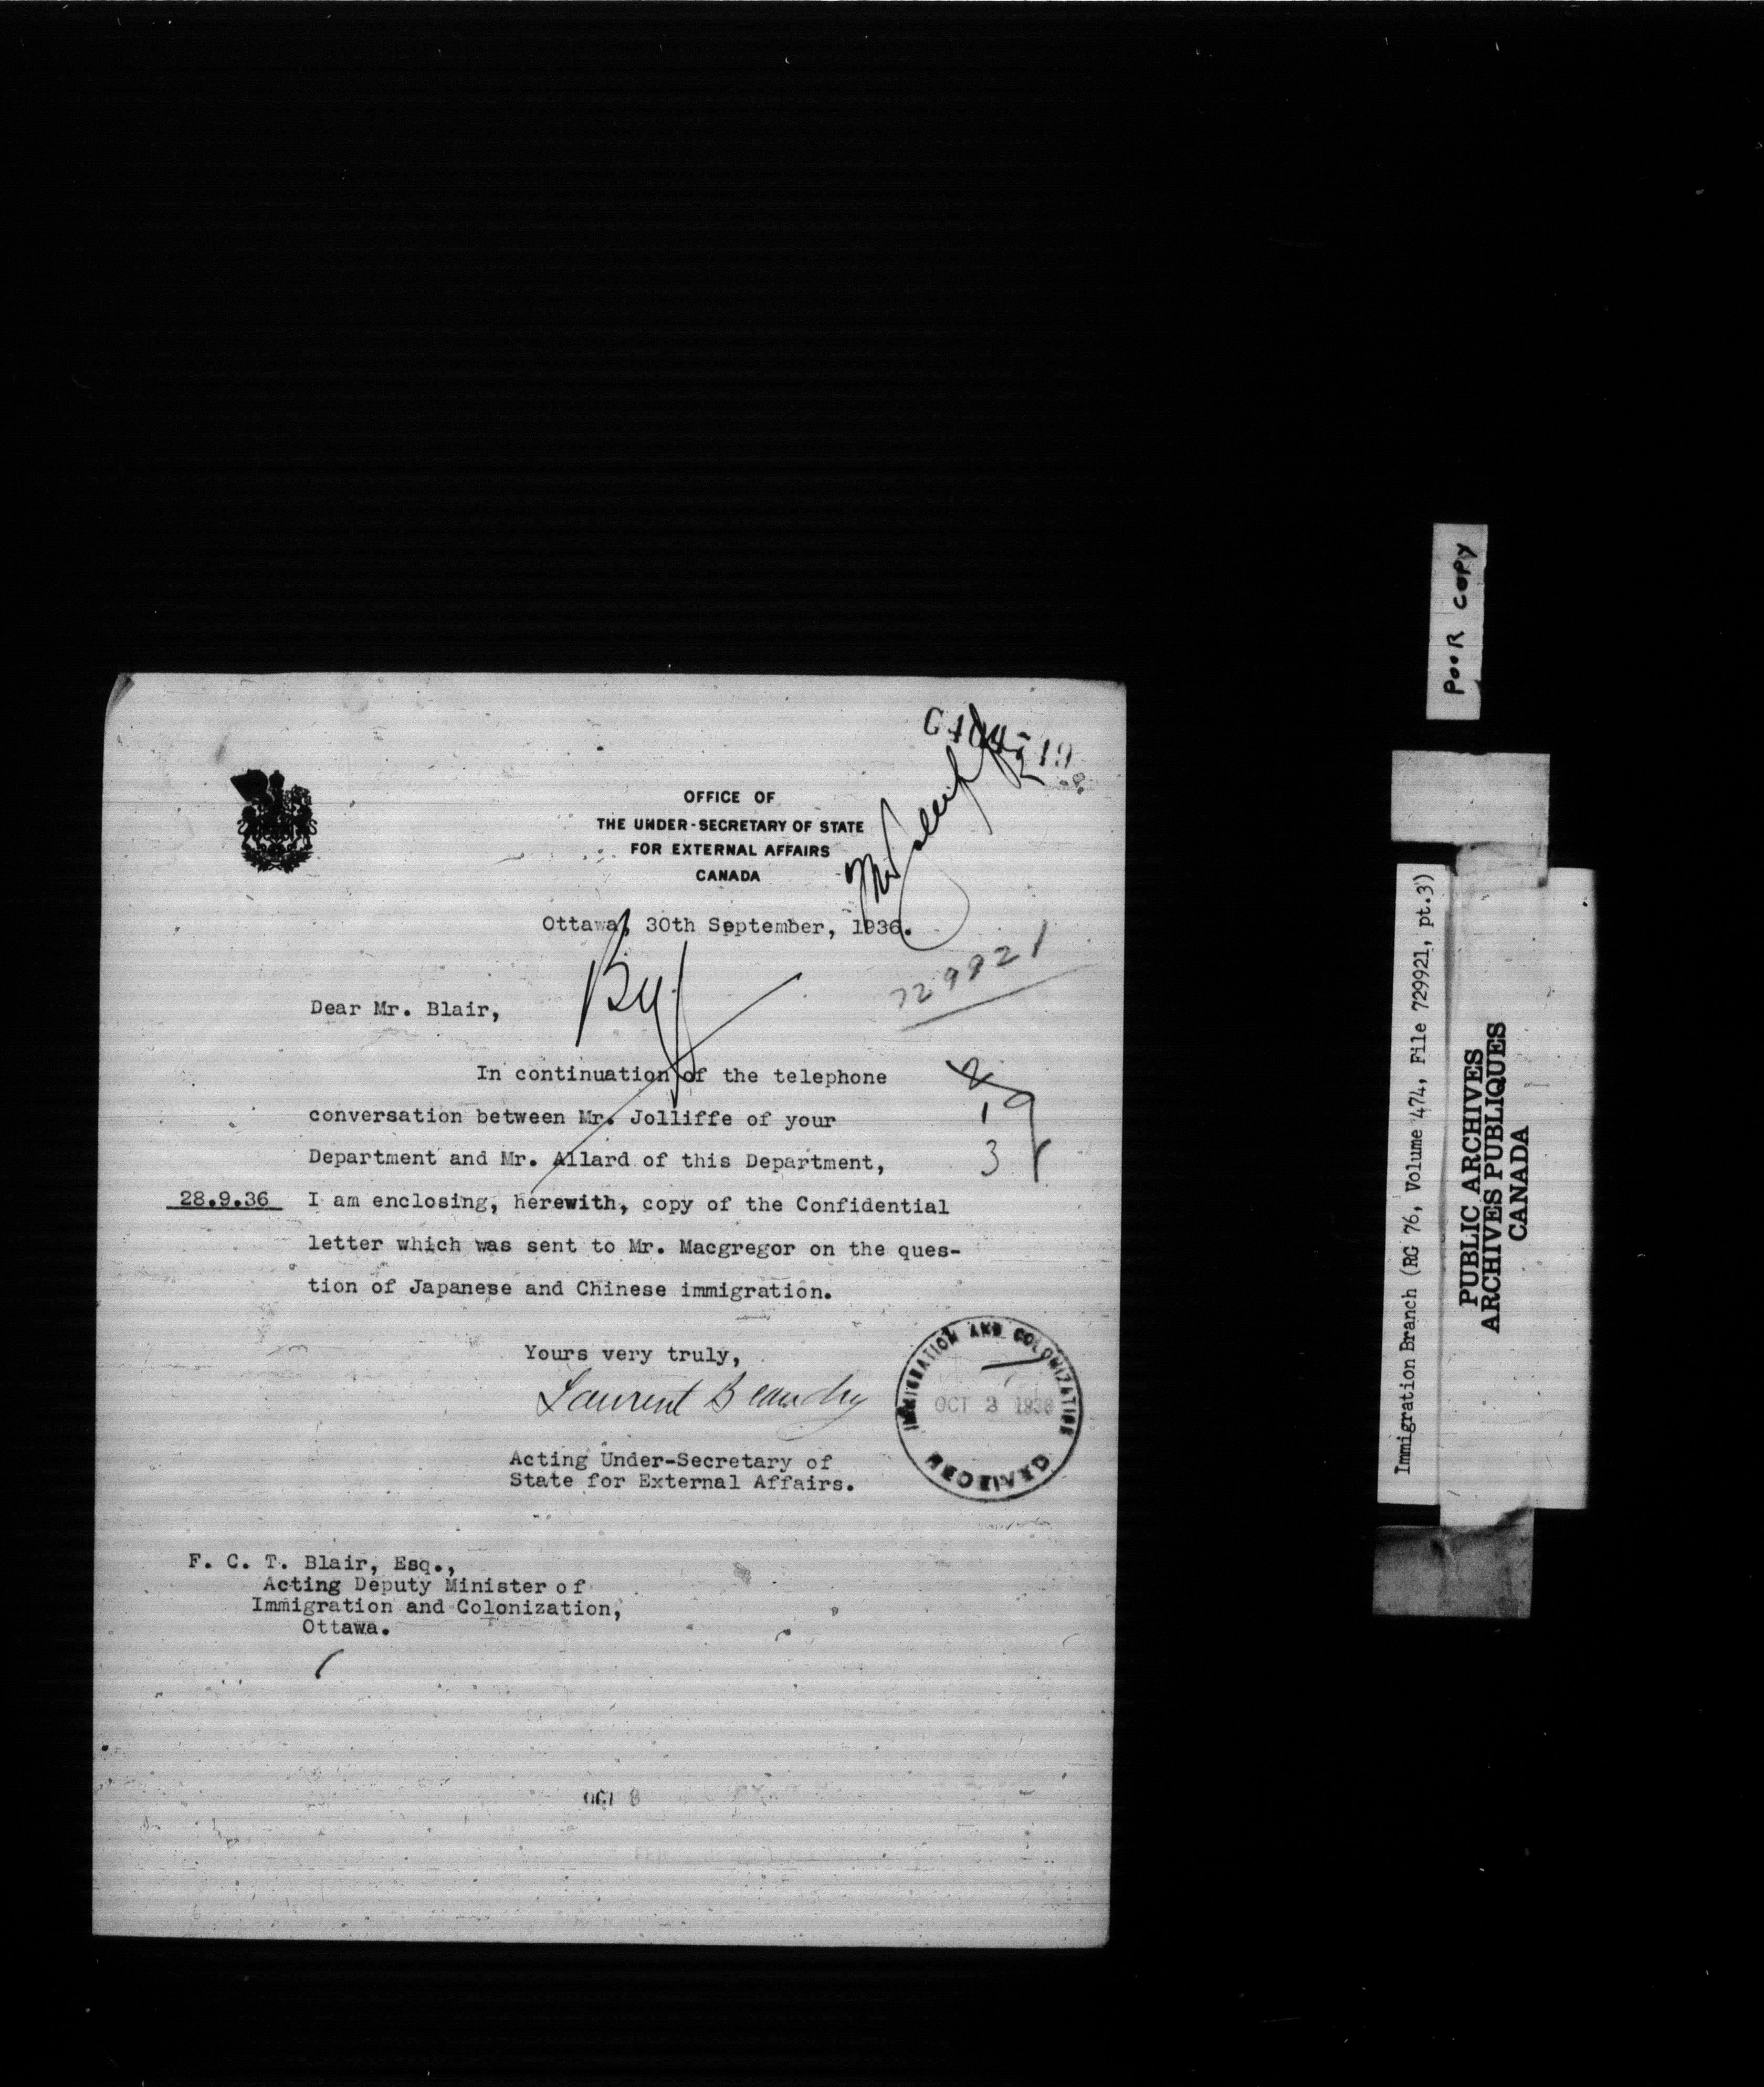 OFFICE OF
THE UNDER-SECRETARY OF STATE
FOR EXTERNAL AFFAIRS
CANADA
Ottawa, 30th September, 1936.
729921
Dear Mr. Blair,
In continuation of the telephone
conversation between Mr. Jolliffe of your
Department and Mr. Allard of this Department,
28.9.36 I am enclosing, herewith, copy of the Confidential
letter which was sent to Mr. Macgregor on the ques-
tion of Japanese and Chinese immigration.
Yours very truly,
Laurent Beaudry
Acting Under-Secretary of
State for External Affairs.
IMMIGRATION AND COLONIZATION
OCT 3 1936
RECEIVED
F. C. T. Blair, Esq.,
Acting Deputy Minister of
Immigration and Colonization,
Ottawa.
OCT 8
POOR COPY
Immigration Branch (RG 76, Volume 474, File 729921, pt.3)
PUBLIC ARCHIVES
ARCHIVES PUBLIQUES
CANADA